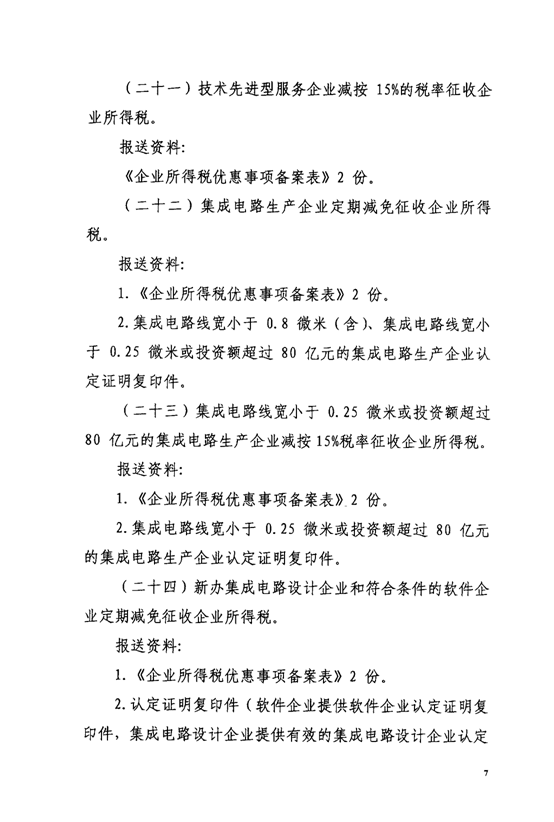 （二十一）技术先进型服务企业减按 15%的税率征收企
业所得税。
报送资料:
《企业所得税优惠事项备案表》2 份。
（二十二）集成电路生产企业定期减免征收企业所得
税。
报送资料:
1.《企业所得税优惠事项备案表》2 份。
2.集成电路线宽小于 0.8 微米（含）、集成电路线宽小
于 0.25 微米或投资额超过 80 亿元的集成电路生产企业认
定证明复印件。
（二十三）集成电路线宽小于 0.25 微米或投资额超过
80 亿元的集成电路生产企业减按15%税率征收企业所得税。
报送资料:
1.《企业所得税优惠事项备案表》2 份。
2.集成电路线宽小于 0.25 微米或投资额超过 80 亿元
的集成电路生产企业认定证明复印件。
（二十四）新办集成电路设计企业和符合条件的软件企
业定期减免征收企业所得税。
报送资料:
1.《企业所得税优惠事项备案表》2 份。
2.认定证明复印件（软件企业提供软件企业认定证明复
印件，集成电路设计企业提供有效的集成电路设计企业认定
7